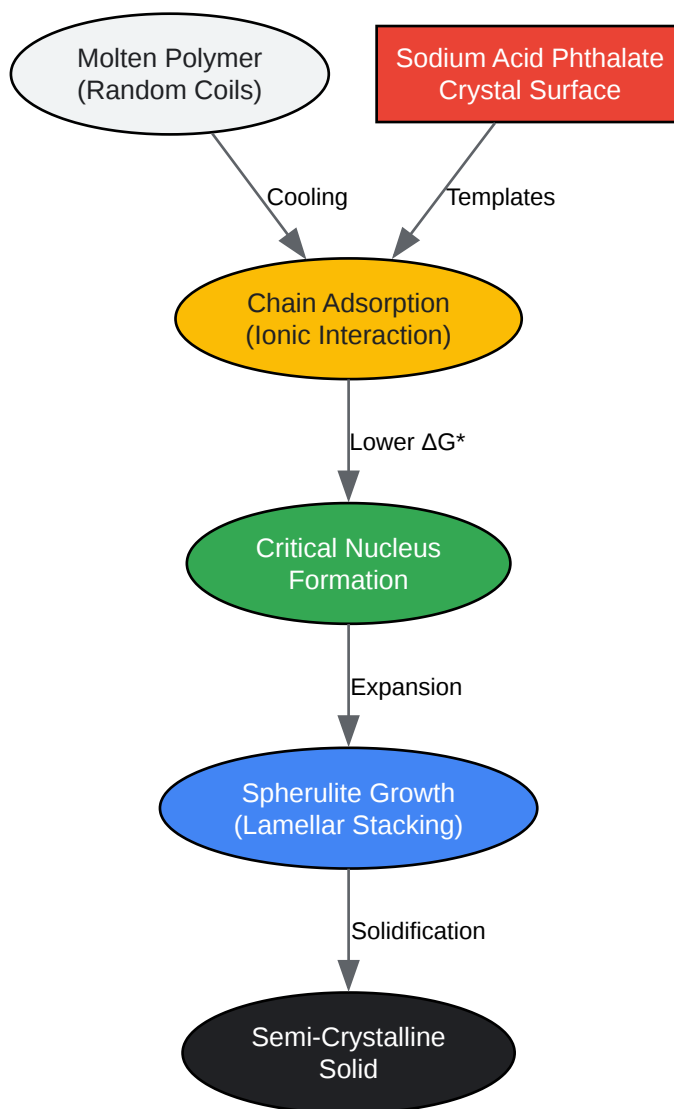 Molten Polymer
(Random Coils)
Sodium Acid Phthalate
Crystal Surface
Cooling
Templates
Chain Adsorption
(Ionic Interaction)
Lower ΔG*
Critical Nucleus
Formation
Expansion
Spherulite Growth
(Lamellar Stacking)
Solidification
Semi-Crystalline
Solid